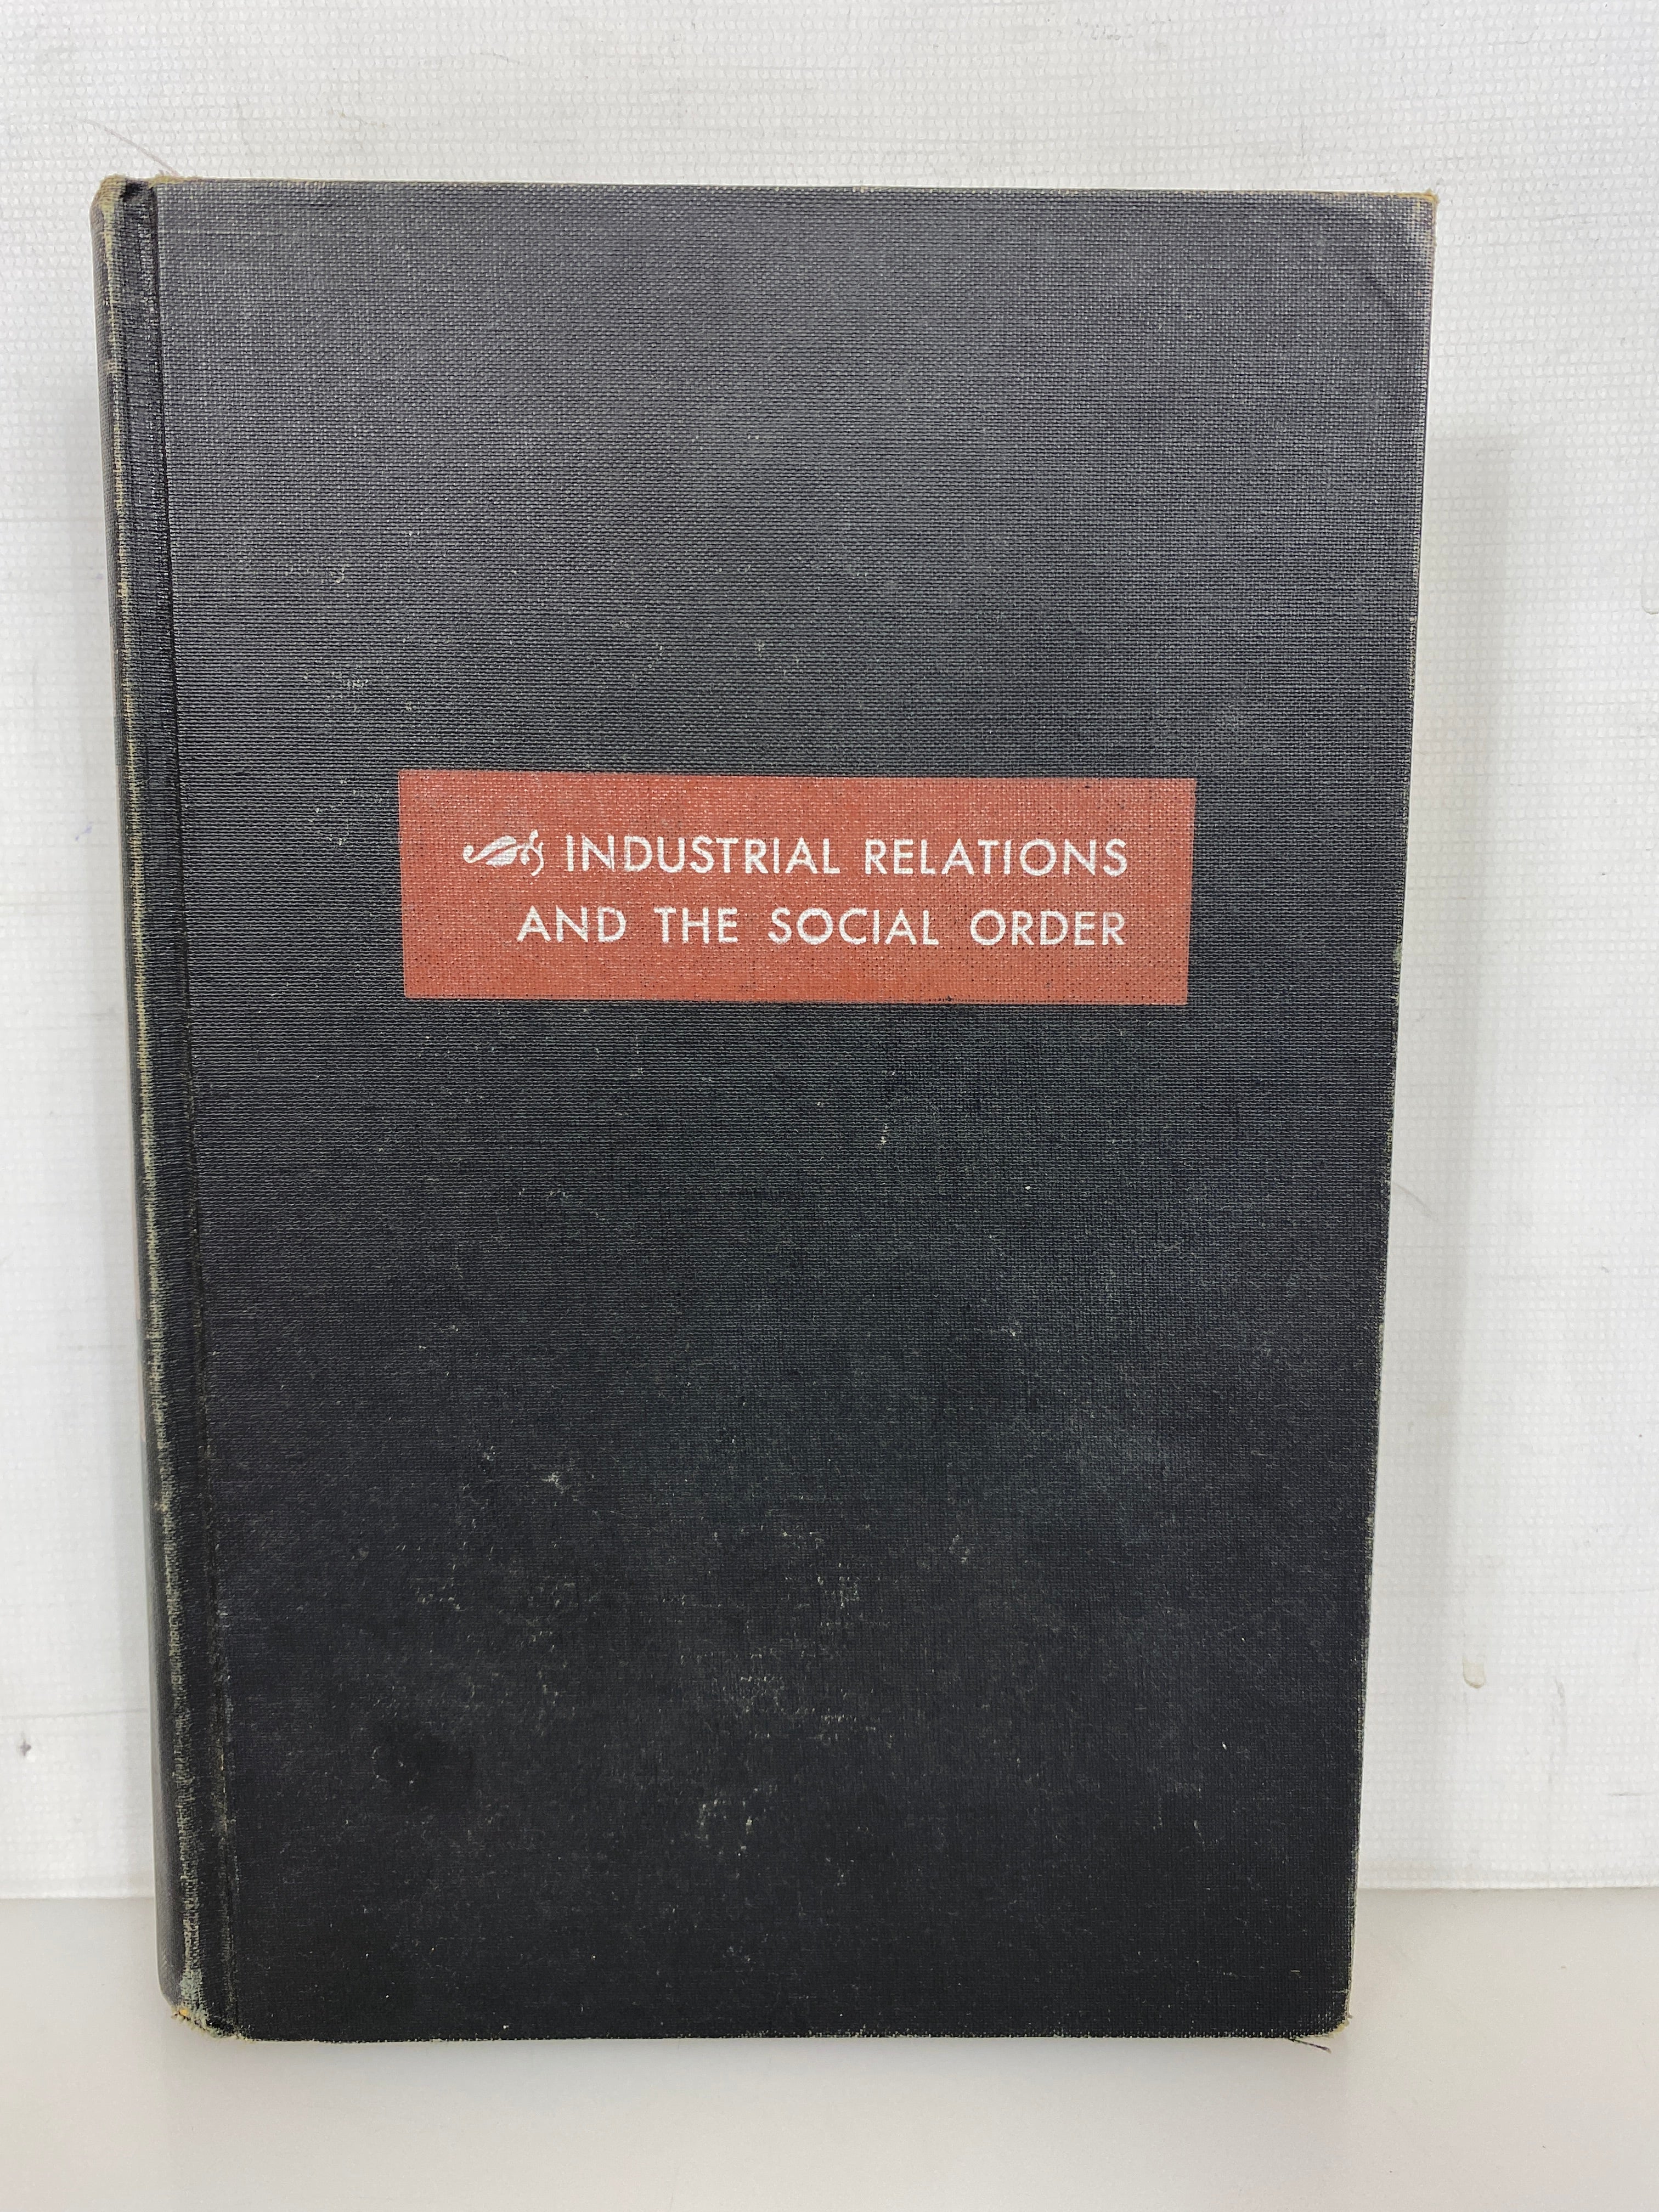 INDUSTRIAL RELATIONS
AND THE SOCIAL ORDER